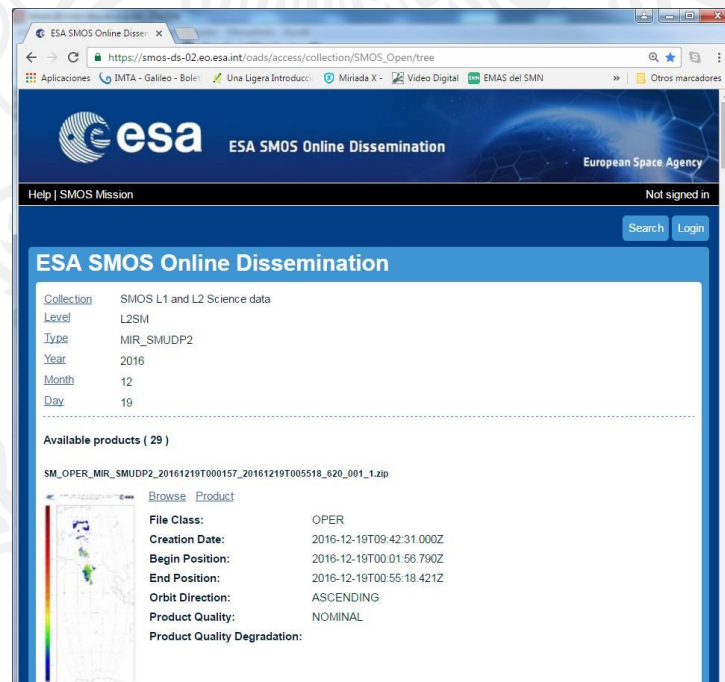 ESA SMOS Online Dissen
https://smos-ds-02.eo.esa.int/oads/access/collection/SMOS_Open/tree
Aplicaciones IMTA - Galileo - Bolet Una Ligera Introducci Miriada X - Video Digital SMN EMAS del SMN » Otros marcadores
esa ESA SMOS Online Dissemination
European Space Agency
Help | SMOS Mission Not signed in
Search Login
ESA SMOS Online Dissemination
Collection SMOS L1 and L2 Science data
Level L2SM
Type MIR_SMUDP2
Year 2016
Month 12
Day 19
Available products ( 29 )
SM_OPER_MIR_SMUDP2_20161219T000157_20161219T005518_620_001_1.zip
Browse Product
File Class: OPER
Creation Date: 2016-12-19T09:42:31.000Z
Begin Position: 2016-12-19T00:01:56.790Z
End Position: 2016-12-19T00:55:18.421Z
Orbit Direction: ASCENDING
Product Quality: NOMINAL
Product Quality Degradation: